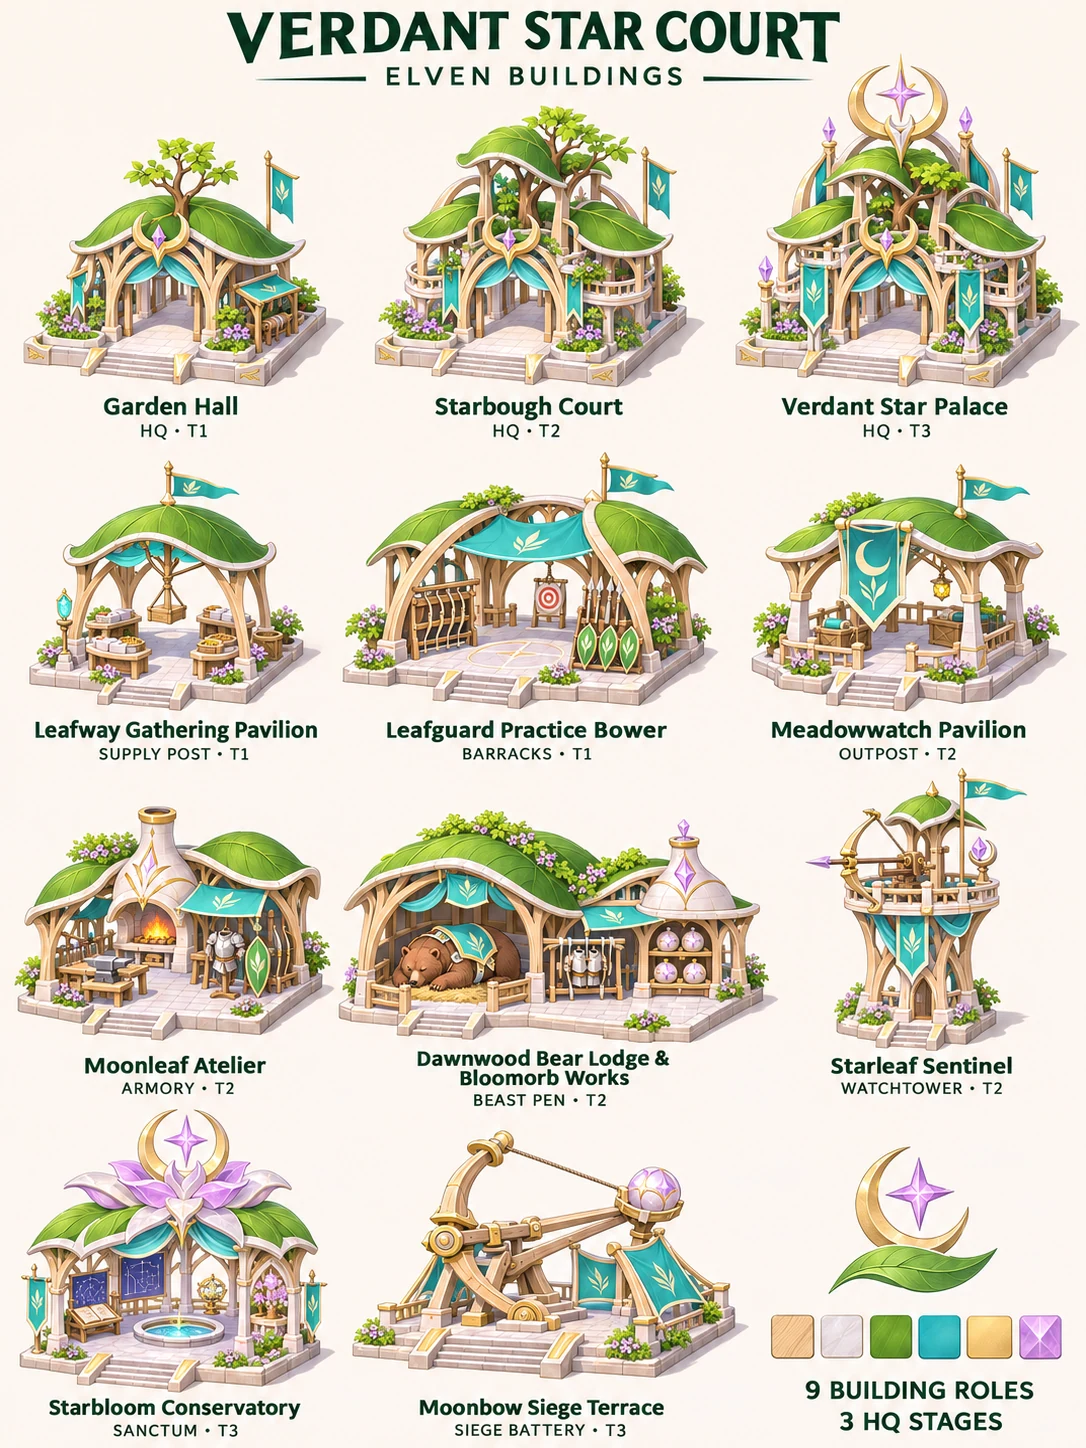 VERDANT STAR COURT
ELVEN BUILDINGS
Garden Hall
HQ • T1
Starbough Court
HQ • T2
Verdant Star Palace
HQ • T3
Leafway Gathering Pavilion
SUPPLY POST • T1
Leafguard Practice Bower
BARRACKS • T1
Meadowwatch Pavilion
OUTPOST • T2
Moonleaf Atelier
ARMORY • T2
Dawnwood Bear Lodge &
Bloomorb Works
BEAST PEN • T2
Starleaf Sentinel
WATCHTOWER • T2
Starbloom Conservatory
SANCTUM • T3
Moonbow Siege Terrace
SIEGE BATTERY • T3
9 BUILDING ROLES
3 HQ STAGES